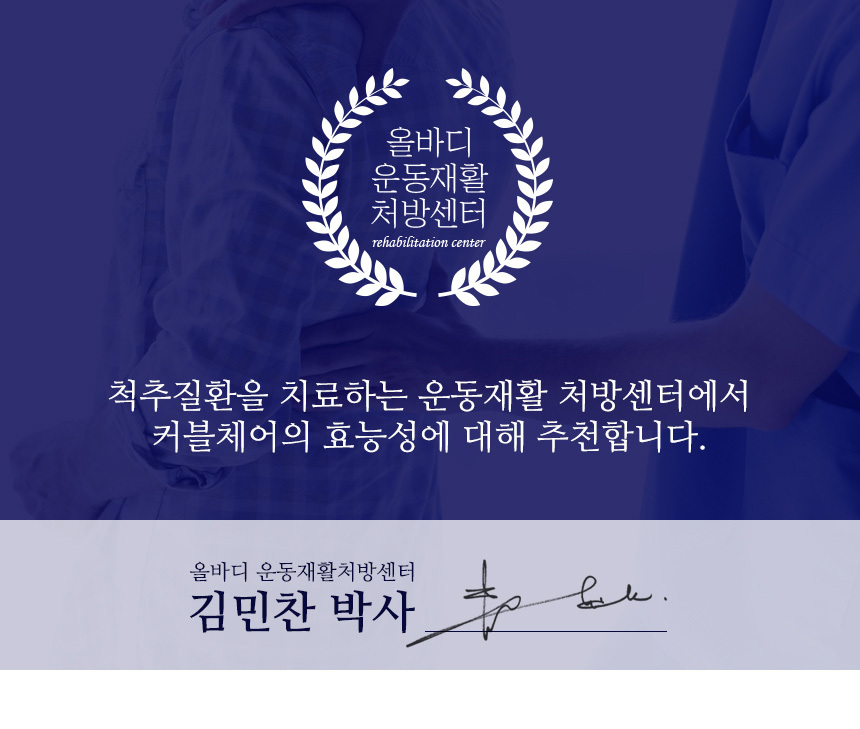 올바디
운동재활
처방센터
rehabilitation center
척추질환을 치료하는 운동재활 처방센터에서
커블체어의 효능성에 대해 추천합니다.
올바디 운동재활처방센터
김민찬 박사